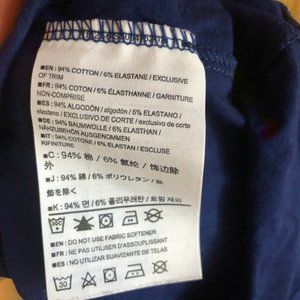 ■EN : 94% COTTON / 6% ELASTANE / EXCLUSIVE
OF TRIM
■FR : 94% COTON / 6% ELASTHANNE / GARNITURE
NON-COMPRISE
■ES : 94% ALGODÓN / algodón / 6% ELASTANO /
elastano / EXCLUSIVO DE CORTE / EXCLUSIVO
■DE : 94% BAUMWOLLE / 6% ELASTHAN /
NÄHZUBEHÖR AUSGENOMMEN
■IT : 94% COTONE / 6% ELASTAN / ESCLUSE
RIFINITURE
■C : 94% 棉 / 6% 氨纶 / 饰边除
外
■J : 94% 綿 / 6% ポリウレタン /
飾を除く
■K : 94% 면 / 6% 폴리우레탄 / 트림 제외
■EN : DO NOT USE FABRIC SOFTENER
■FR : NE PAS UTILISER
D'ASSOUPLISSANT
■ES : NO UTILIZAR SUAVIZANTE DE TELAS.
30